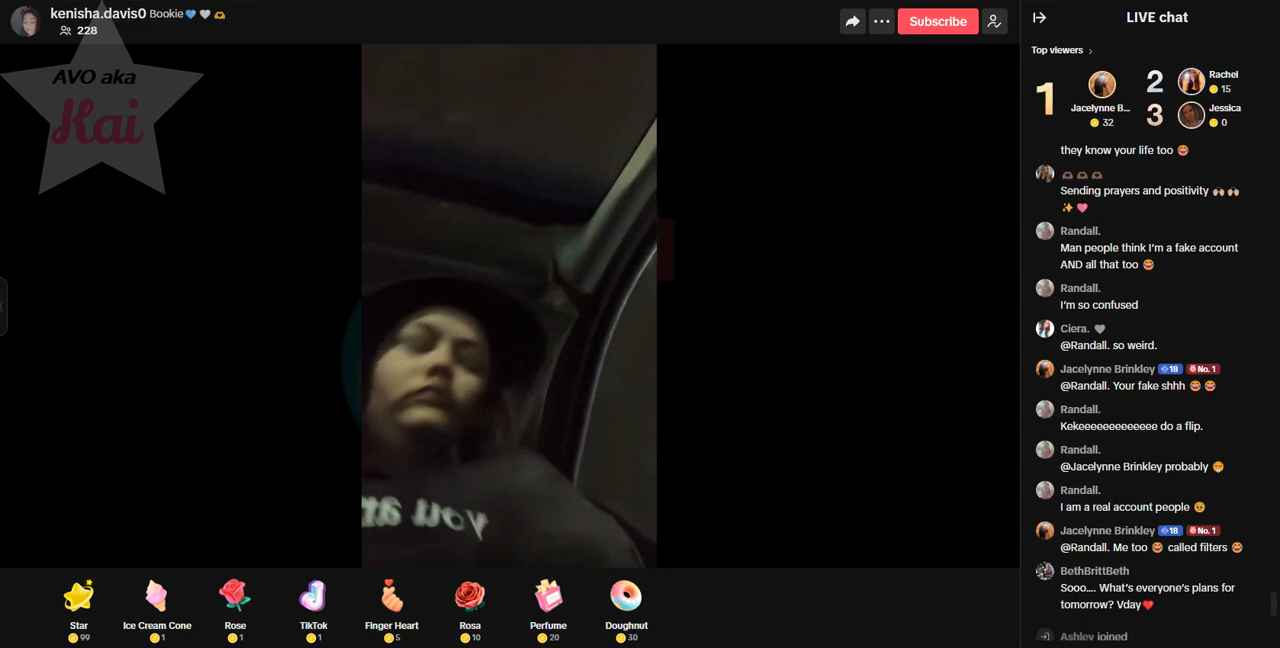 kenisha.davis0 Bookie💙🤍🫶
228
Subscribe
AVO aka
Kai
you are
Star
99
Ice Cream Cone
1
Rose
1
TikTok
1
Finger Heart
5
Rosa
10
Perfume
20
Doughnut
30
LIVE chat
Top viewers ›
1
Jacelynne B...
32
2
Rachel
15
3
Jessica
0
they know your life too 😂
🫶🏽🫶🏽🫶🏽
Sending prayers and positivity 🙌🏼🙌🏼
✨💖
Randall.
Man people think I'm a fake account
AND all that too 😂
Randall.
I'm so confused
Ciera. 🤍
@Randall. so weird.
Jacelynne Brinkley 18 No. 1
@Randall. Your fake shhh 😂😂
Randall.
Kekeeeeeeeeeeeee do a flip.
Randall.
@Jacelynne Brinkley probably 😁
Randall.
I am a real account people 🥺
Jacelynne Brinkley 18 No. 1
@Randall. Me too 😂 called filters 😂
BethBrittBeth
Sooo.... What's everyone's plans for
tomorrow? Vday❤️
Ashley joined